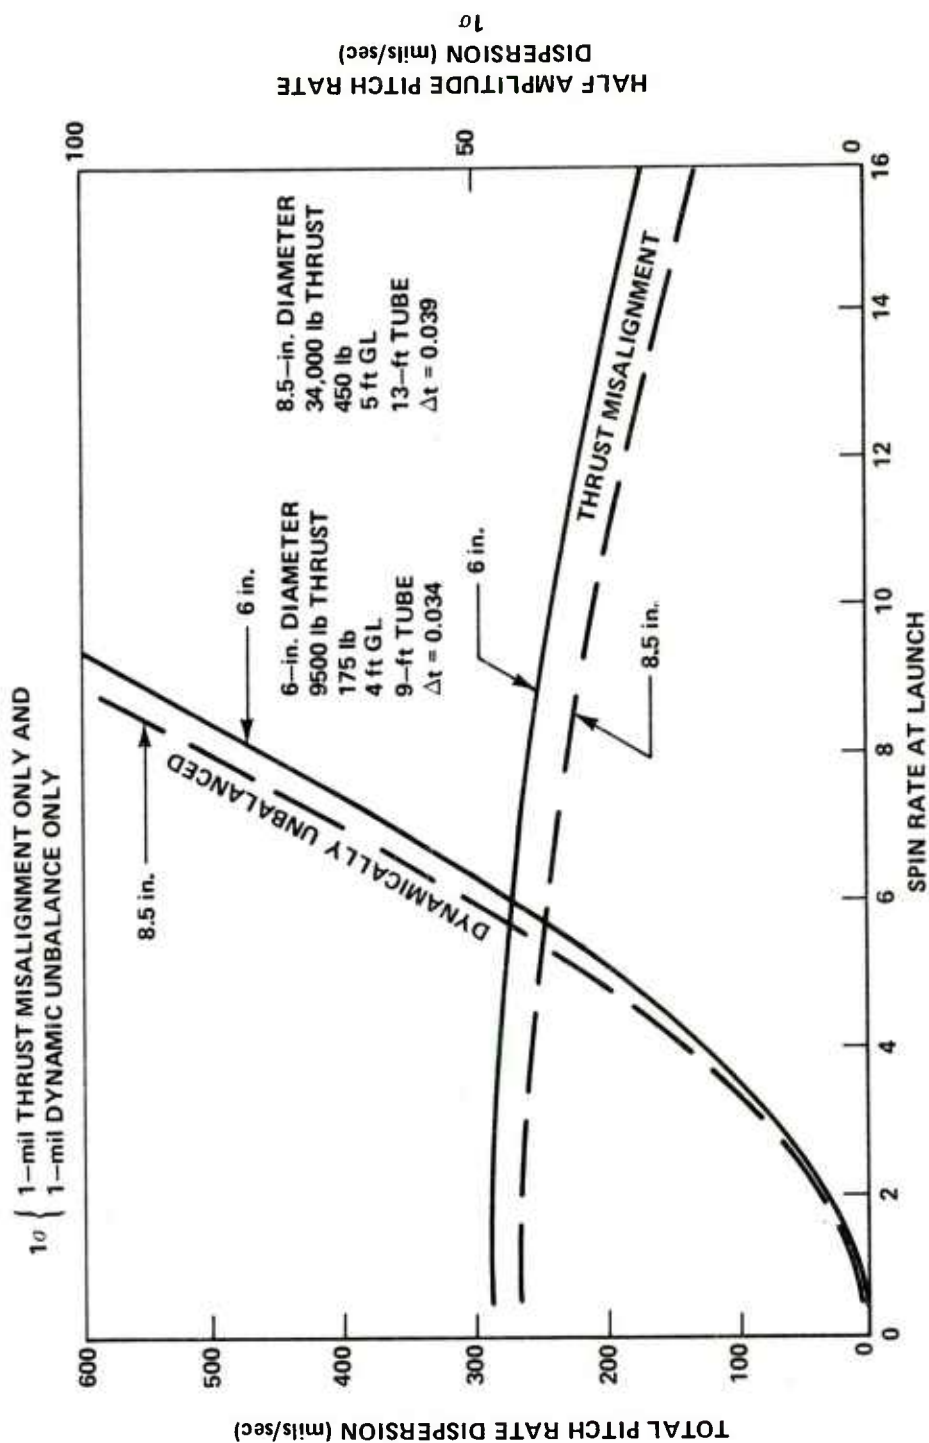 1σ { 1–mil THRUST MISALIGNMENT ONLY AND
1–mil DYNAMIC UNBALANCE ONLY
TOTAL PITCH RATE DISPERSION (mils/sec)
600
500
400
300
200
100
0
8.5 in.
DYNAMICALLY UNBALANCED
6 in.
6–in. DIAMETER
9500 lb THRUST
175 lb
4 ft GL
9–ft TUBE
Δt = 0.034
8.5–in. DIAMETER
34,000 lb THRUST
450 lb
5 ft GL
13–ft TUBE
Δt = 0.039
6 in.
THRUST MISALIGNMENT
8.5 in.
0
2
4
6
8
10
12
14
16
SPIN RATE AT LAUNCH
100
50
0
HALF AMPLITUDE PITCH RATE
DISPERSION (mils/sec)
1σ